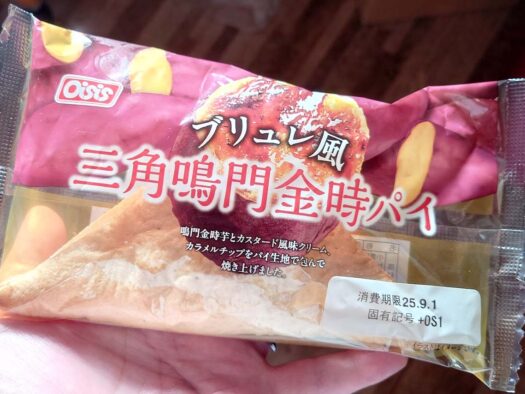 Oisis
ブリュレ風
三角鳴門金時パイ
鳴門金時芋とカスタード風味クリーム、
カラメルチップをパイ生地で包んで
焼き上げました。
消費期限25.9.1
固有記号 +OS1